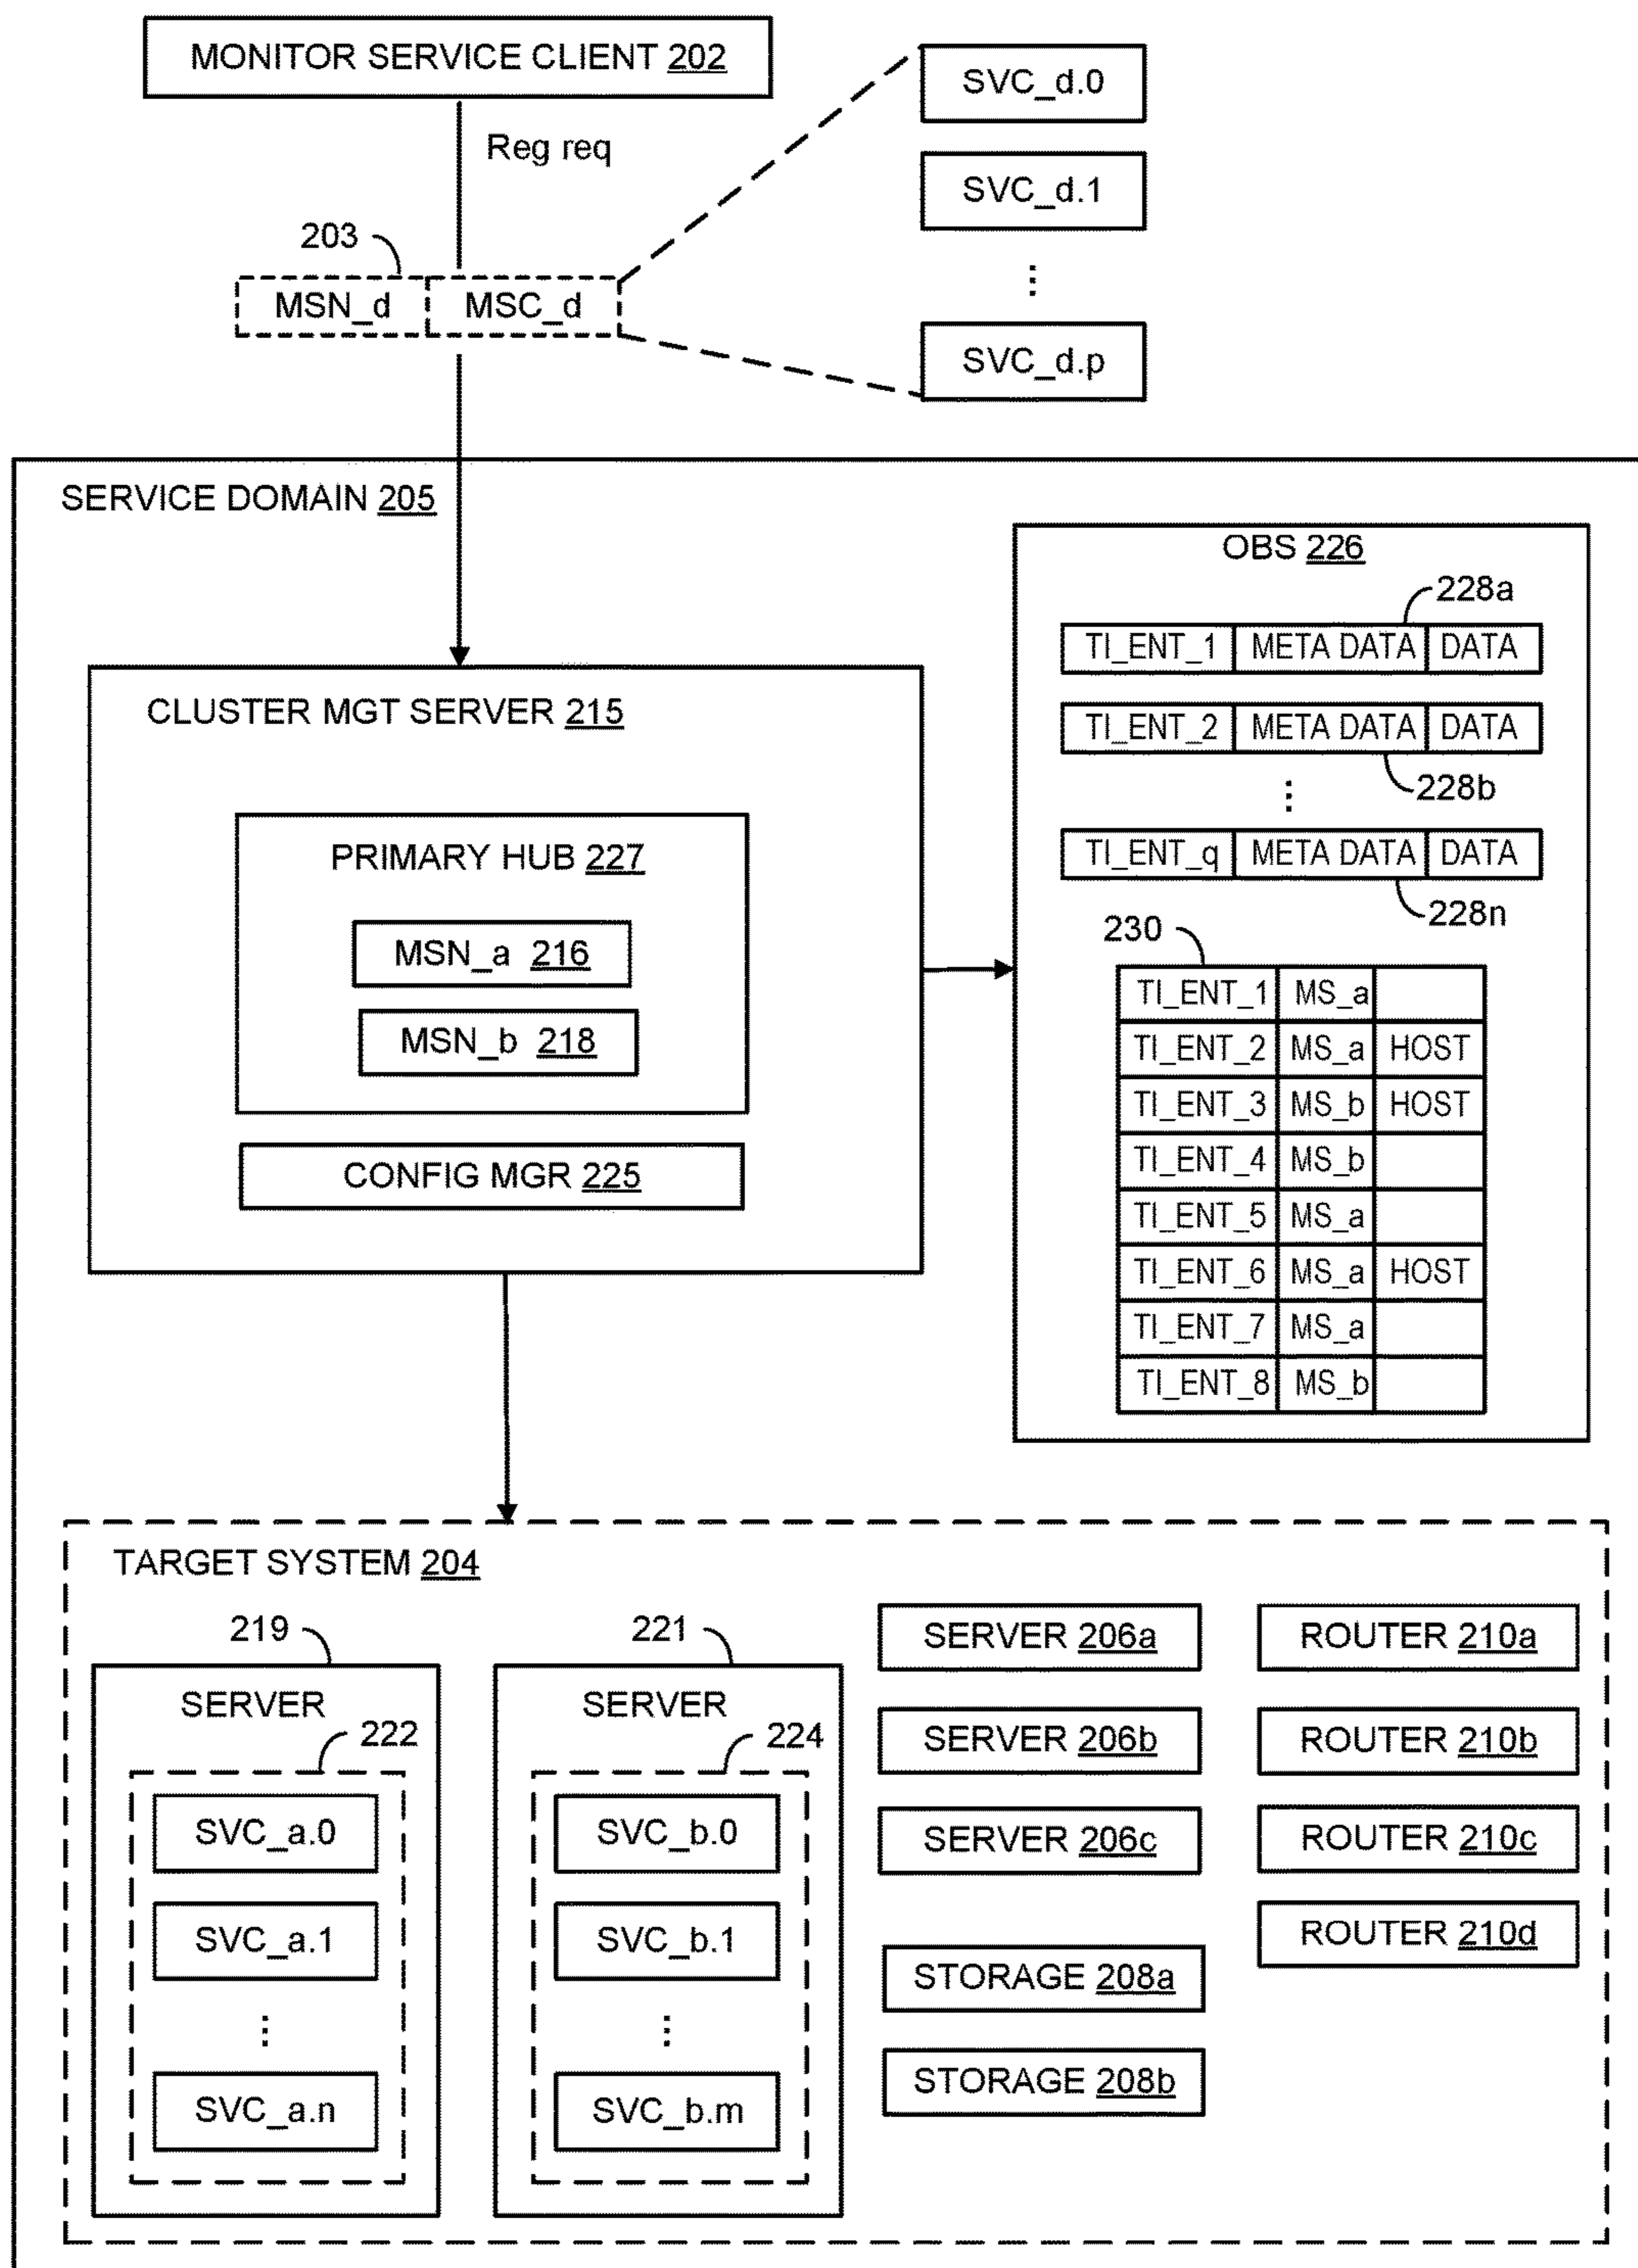 MONITOR SERVICE CLIENT 202
Reg req
203
MSN_d MSC_d
SVC_d.0
SVC_d.1
⋮
SVC_d.p
SERVICE DOMAIN 205
CLUSTER MGT SERVER 215
PRIMARY HUB 227
MSN_a 216
MSN_b 218
CONFIG MGR 225
OBS 226
228a
TI_ENT_1 META DATA DATA
TI_ENT_2 META DATA DATA
228b
⋮
TI_ENT_q META DATA DATA
228n
230
TI_ENT_1 MS_a
TI_ENT_2 MS_a HOST
TI_ENT_3 MS_b HOST
TI_ENT_4 MS_b
TI_ENT_5 MS_a
TI_ENT_6 MS_a HOST
TI_ENT_7 MS_a
TI_ENT_8 MS_b
TARGET SYSTEM 204
219
SERVER
222
SVC_a.0
SVC_a.1
⋮
SVC_a.n
221
SERVER
224
SVC_b.0
SVC_b.1
⋮
SVC_b.m
SERVER 206a
SERVER 206b
SERVER 206c
STORAGE 208a
STORAGE 208b
ROUTER 210a
ROUTER 210b
ROUTER 210c
ROUTER 210d